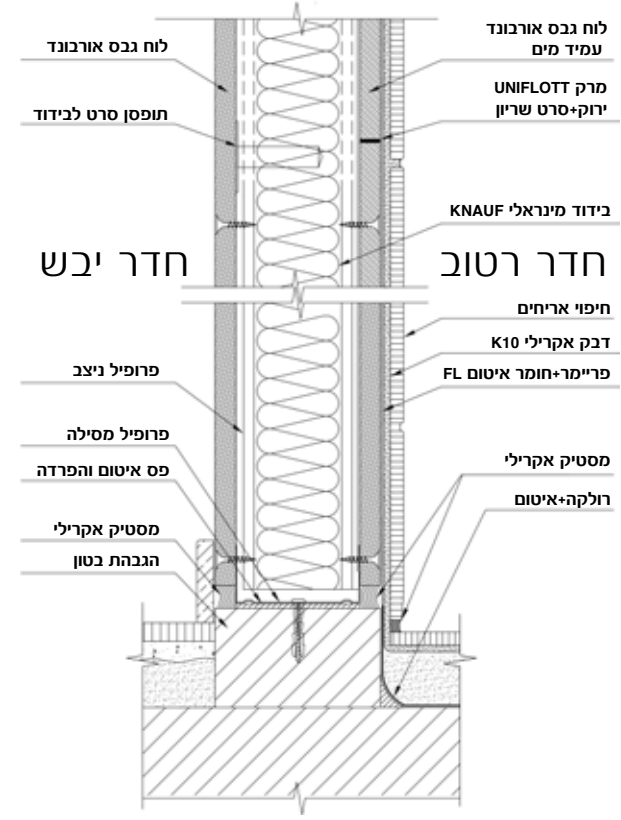 לוח גבס אורבונד
עמיד מים
מרק UNIFLOTT
ירוק+סרט שריון
בידוד מינראלי KNAUF
חדר רטוב
חיפוי אריחים
דבק אקרילי K10
פריימר+חומר איטום FL
מסטיק אקרילי
רולקה+איטום
לוח גבס אורבונד
תופסן סרט לבידוד
חדר יבש
פרופיל ניצב
פרופיל מסילה
פס איטום והפרדה
מסטיק אקרילי
הגבהת בטון